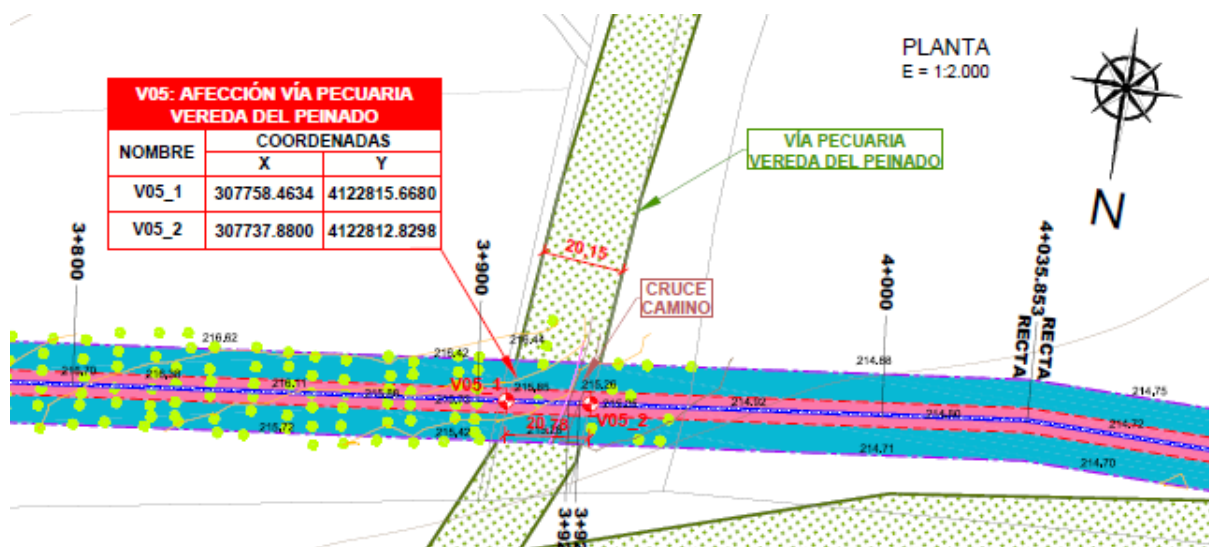 PLANTA
E = 1:2.000
N
V05: AFECCIÓN VÍA PECUARIA
VEREDA DEL PEINADO
NOMBRE
COORDENADAS
X Y
V05_1 307758.4634 4122815.6680
V05_2 307737.8800 4122812.8298
VÍA PECUARIA
VEREDA DEL PEINADO
20,15
CRUCE
CAMINO
3+800
3+900
4+000
4+035.853
RECTA
RECTA
216,62
216,42
216,44
214,88
214,75
216,11
215,85
215,26
214,92
214,80
214,72
V05_1
V05_2
20,78
215,72
215,42
214,71
214,70
3+92
3+92